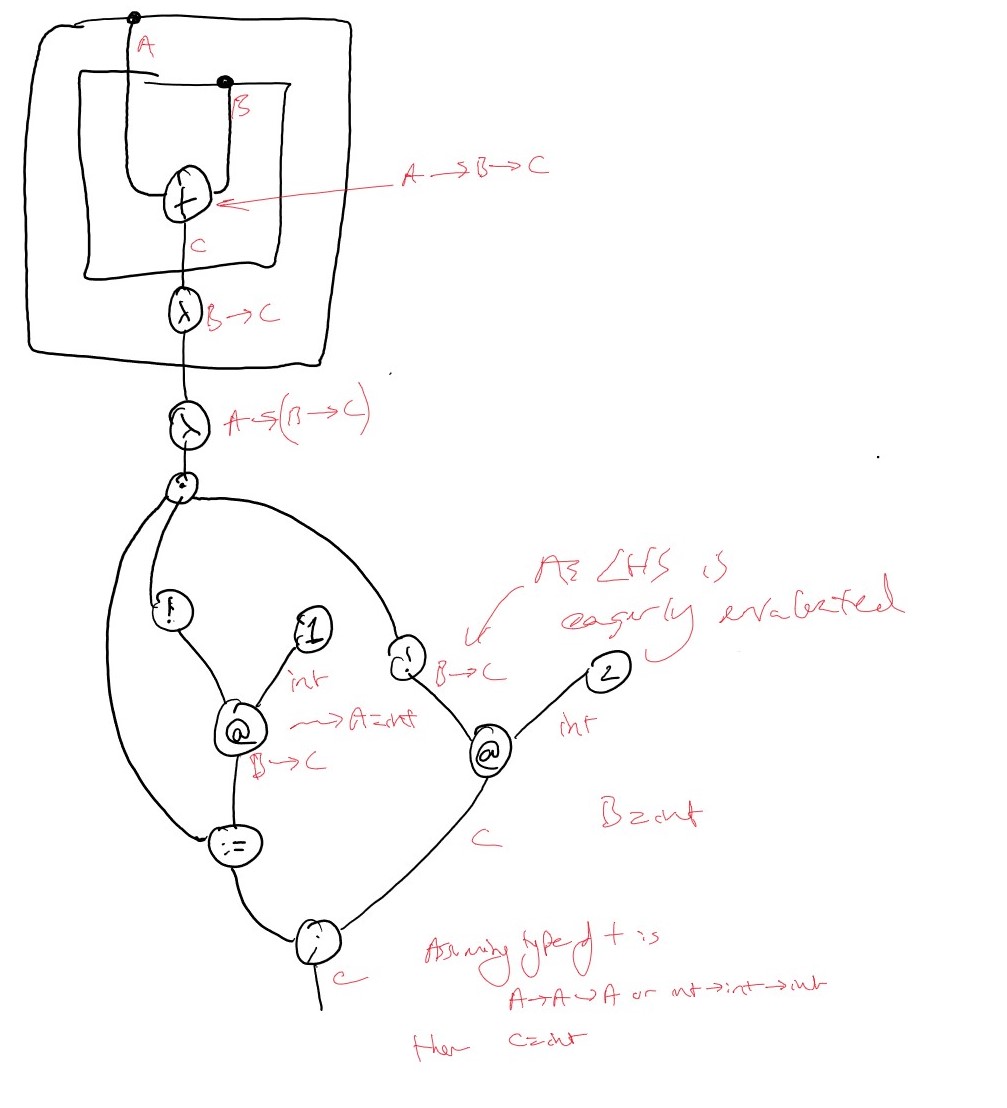 A
B
A → B → C
+
C
λ B → C
λ A → (B → C)
!
1
int
As LHS is
eagerly evaluated
!
B → C
2
int
@
→ A = int
B → C
@
B = int
:=
C
;
C
Assuming type of + is
A → A → A or int → int → int
then C = int